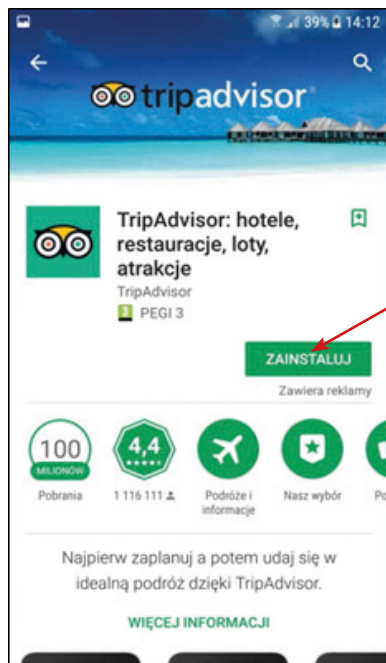 39% 14:12
tripadvisor
TripAdvisor: hotele,
restauracje, loty,
atrakcje
TripAdvisor
3 PEGI 3
ZAINSTALUJ
Zawiera reklamy
100
MILIONÓW
Pobrania
4,4
1 116 111
Podróże i
informacje
Nasz wybór
Po
Najpierw zaplanuj a potem udaj się w
idealną podróż dzięki TripAdvisor.
WIĘCEJ INFORMACJI